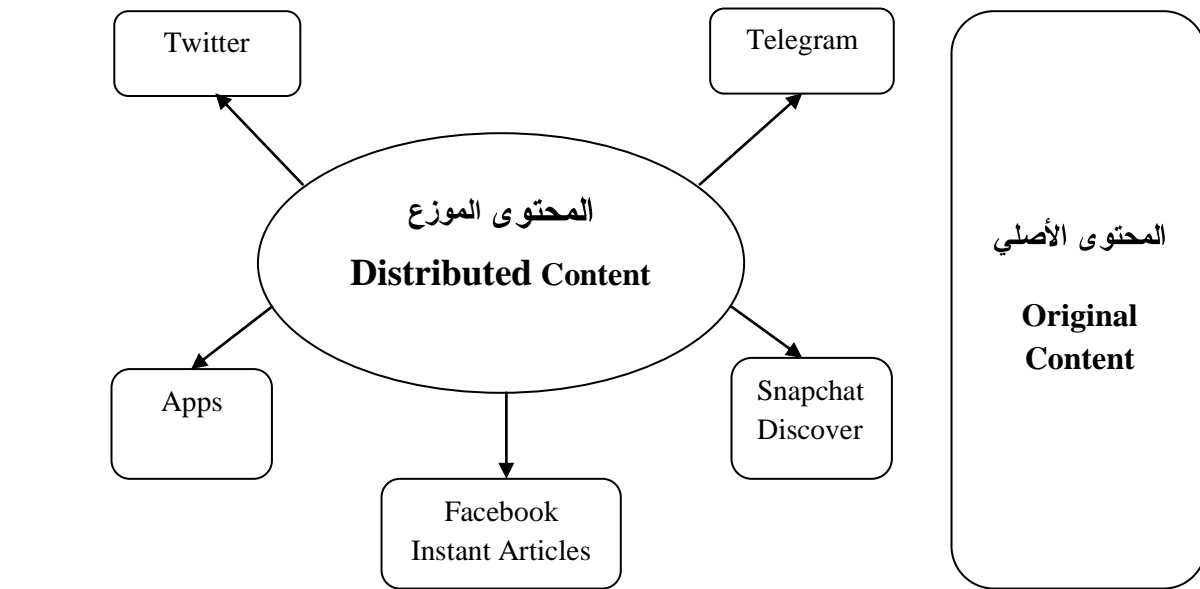 Twitter
Telegram
المحتوى الموزع
Distributed Content
المحتوى الأصلي
Original
Content
Apps
Snapchat
Discover
Facebook
Instant Articles